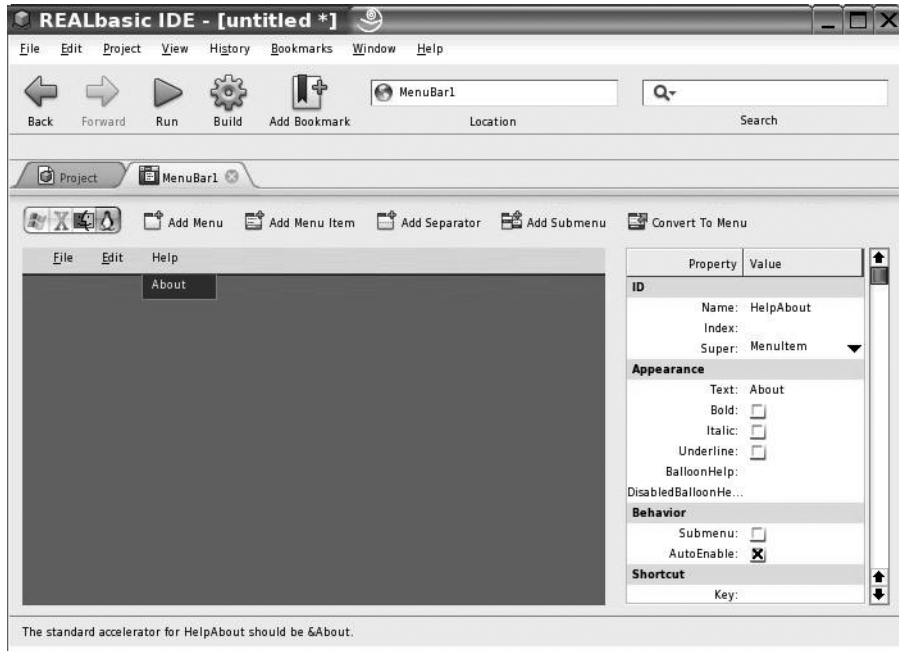 REALbasic IDE - [untitled *]
File Edit Project View History Bookmarks Window Help
MenuBar1
Back Forward Run Build Add Bookmark Location Search
Project MenuBar1
Add Menu Add Menu Item Add Separator Add Submenu Convert To Menu
File Edit Help
About
Property Value
ID
Name: HelpAbout
Index:
Super: MenuItem
Appearance
Text: About
Bold:
Italic:
Underline:
BalloonHelp:
DisabledBalloonHe...
Behavior
Submenu:
AutoEnable:
Shortcut
Key:
The standard accelerator for HelpAbout should be &About.